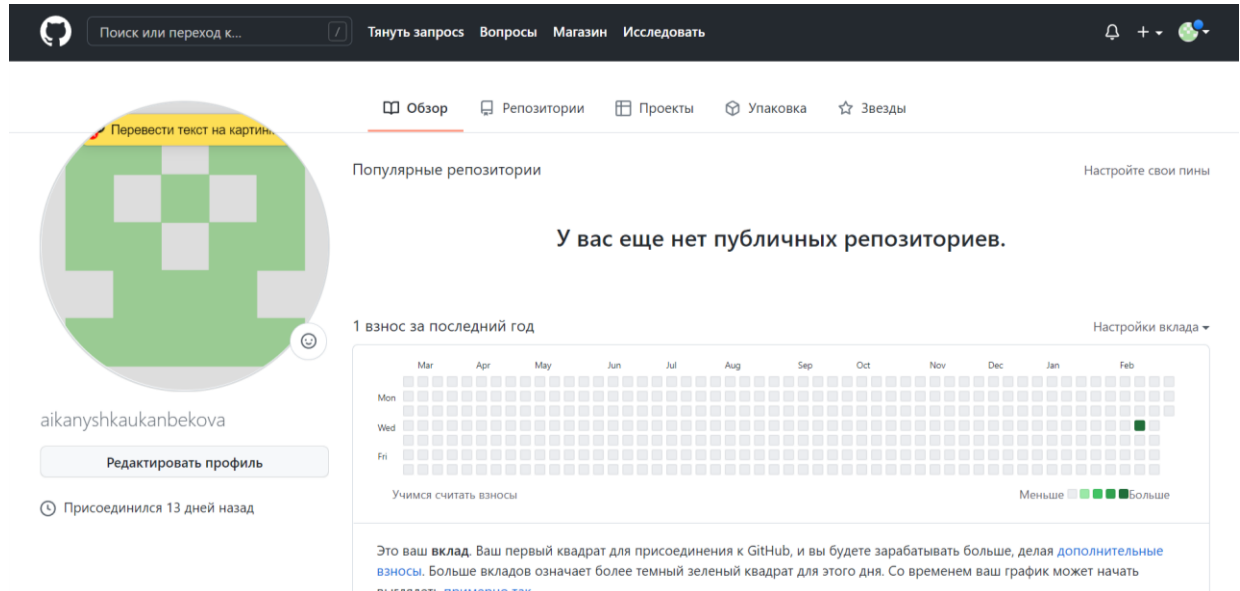 Поиск или переход к... / Тянуть запросs Вопросы Магазин Исследовать
Обзор Репозитории Проекты Упаковка Звезды
Перевести текст на картин...
Популярные репозитории Настройте свои пины
У вас еще нет публичных репозиториев.
1 взнос за последний год Настройки вклада
Mar Apr May Jun Jul Aug Sep Oct Nov Dec Jan Feb
Mon
Wed
Fri
Учимся считать взносы Меньше Больше
aikanyshkaukanbekova
Редактировать профиль
Присоединился 13 дней назад
Это ваш вклад. Ваш первый квадрат для присоединения к GitHub, и вы будете зарабатывать больше, делая дополнительные
взносы. Больше вкладов означает более темный зеленый квадрат для этого дня. Со временем ваш график может начать
выглядеть примерно так